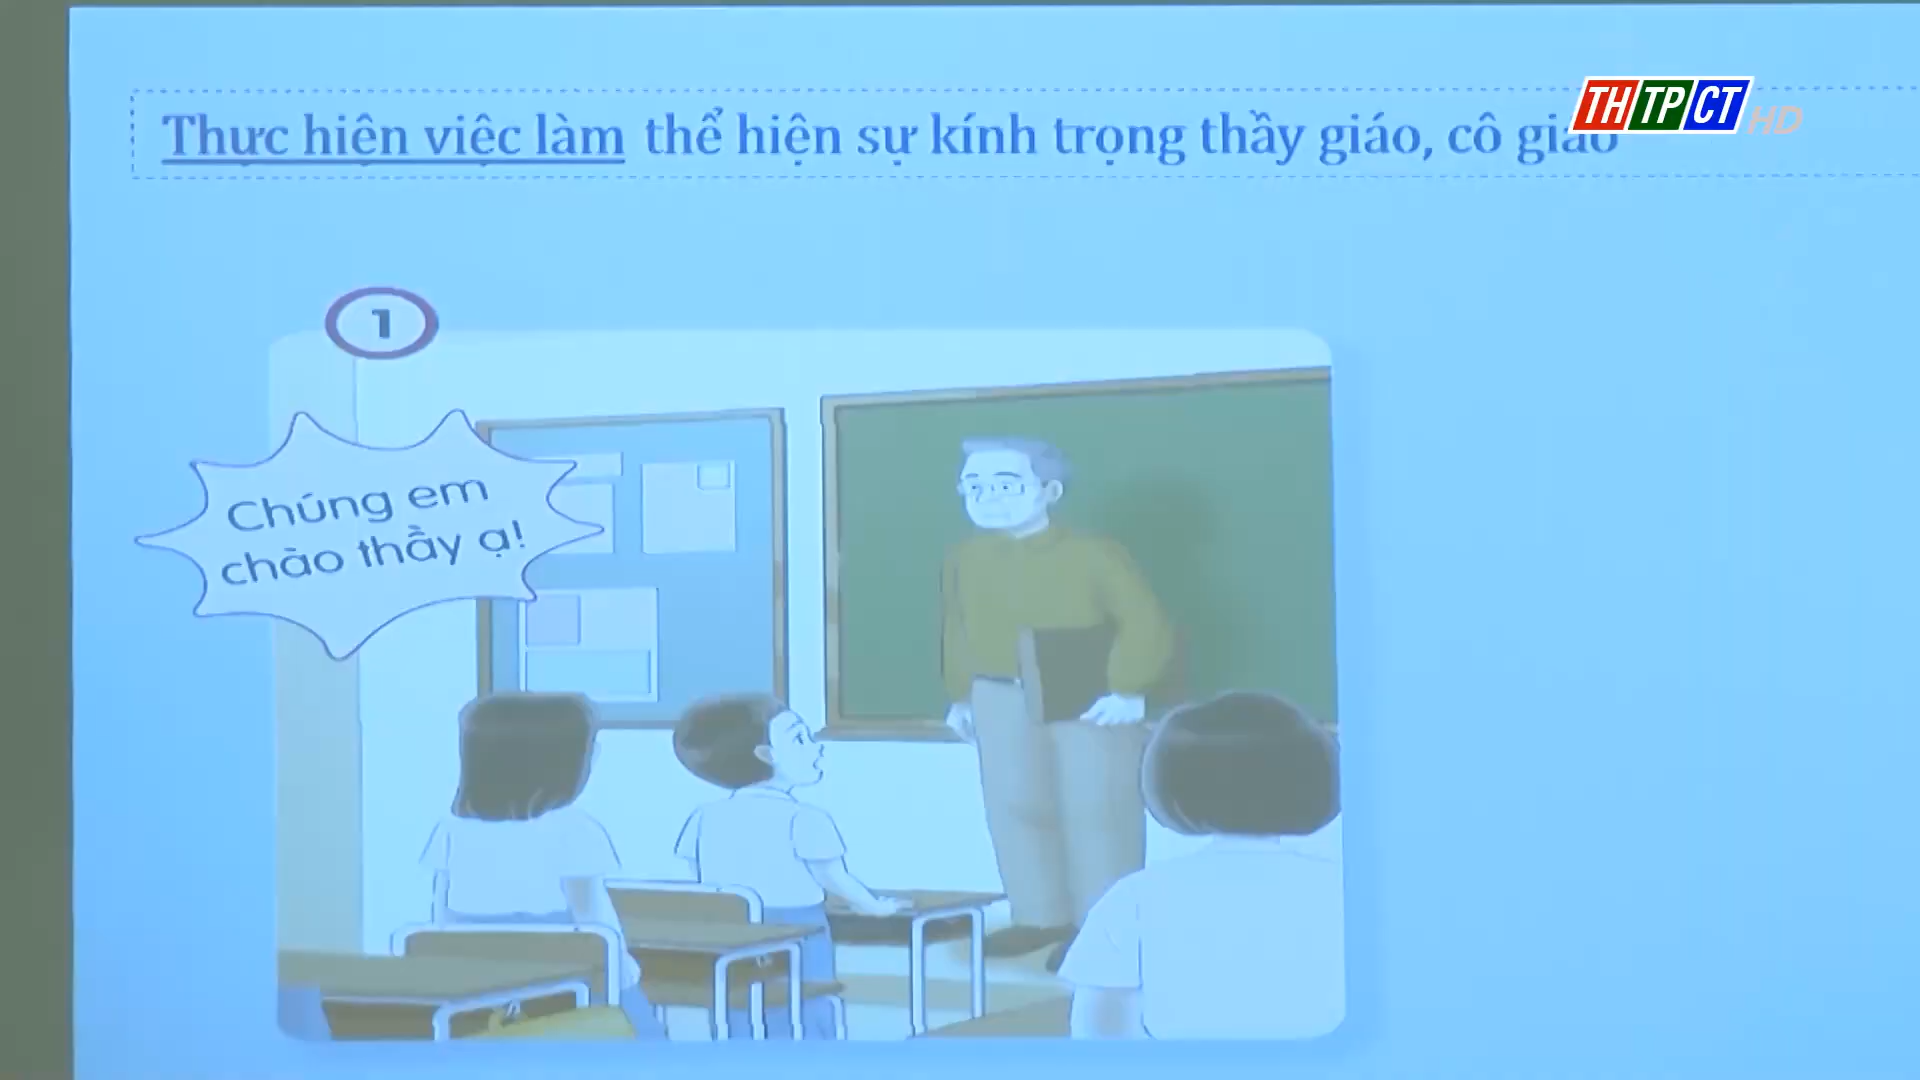 THTPCT HD
Thực hiện việc làm thể hiện sự kính trọng thầy giáo, cô giáo
1
Chúng em
chào thầy ạ!